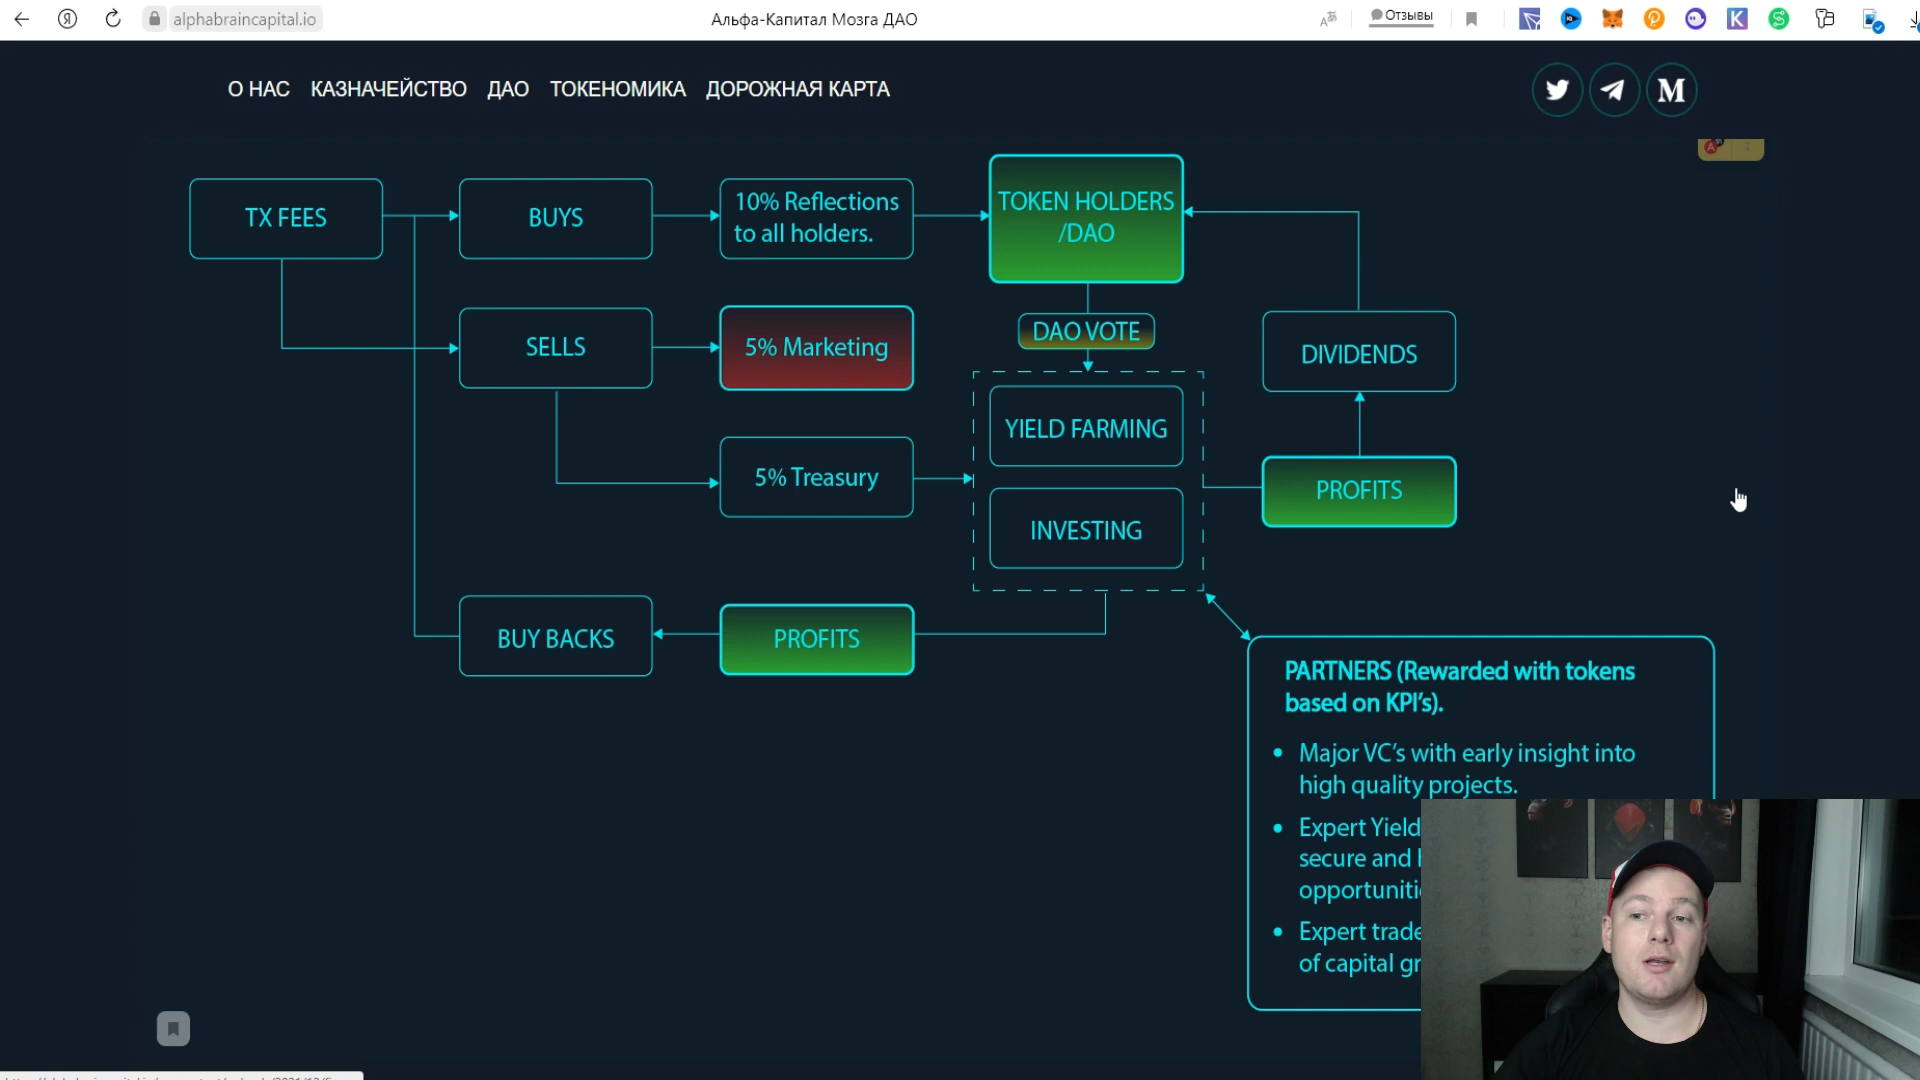 alphabraincapital.io
Альфа-Капитал Мозга ДАО
Отзывы
О НАС КАЗНАЧЕЙСТВО ДАО ТОКЕНОМИКА ДОРОЖНАЯ КАРТА
TX FEES
BUYS
10% Reflections
to all holders.
TOKEN HOLDERS
/DAO
SELLS
5% Marketing
DAO VOTE
DIVIDENDS
YIELD FARMING
5% Treasury
PROFITS
INVESTING
BUY BACKS
PROFITS
PARTNERS (Rewarded with tokens
based on KPI's).
• Major VC's with early insight into
high quality projects.
• Expert Yield
secure and
opportuniti
• Expert trade
of capital gr